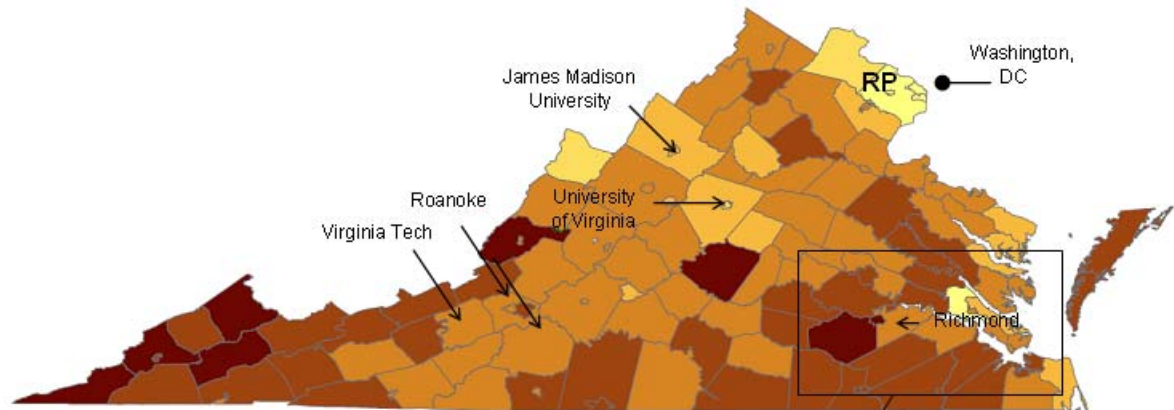 Washington,
DC
RP
James Madison
University
Roanoke
University
of Virginia
Virginia Tech
Richmond